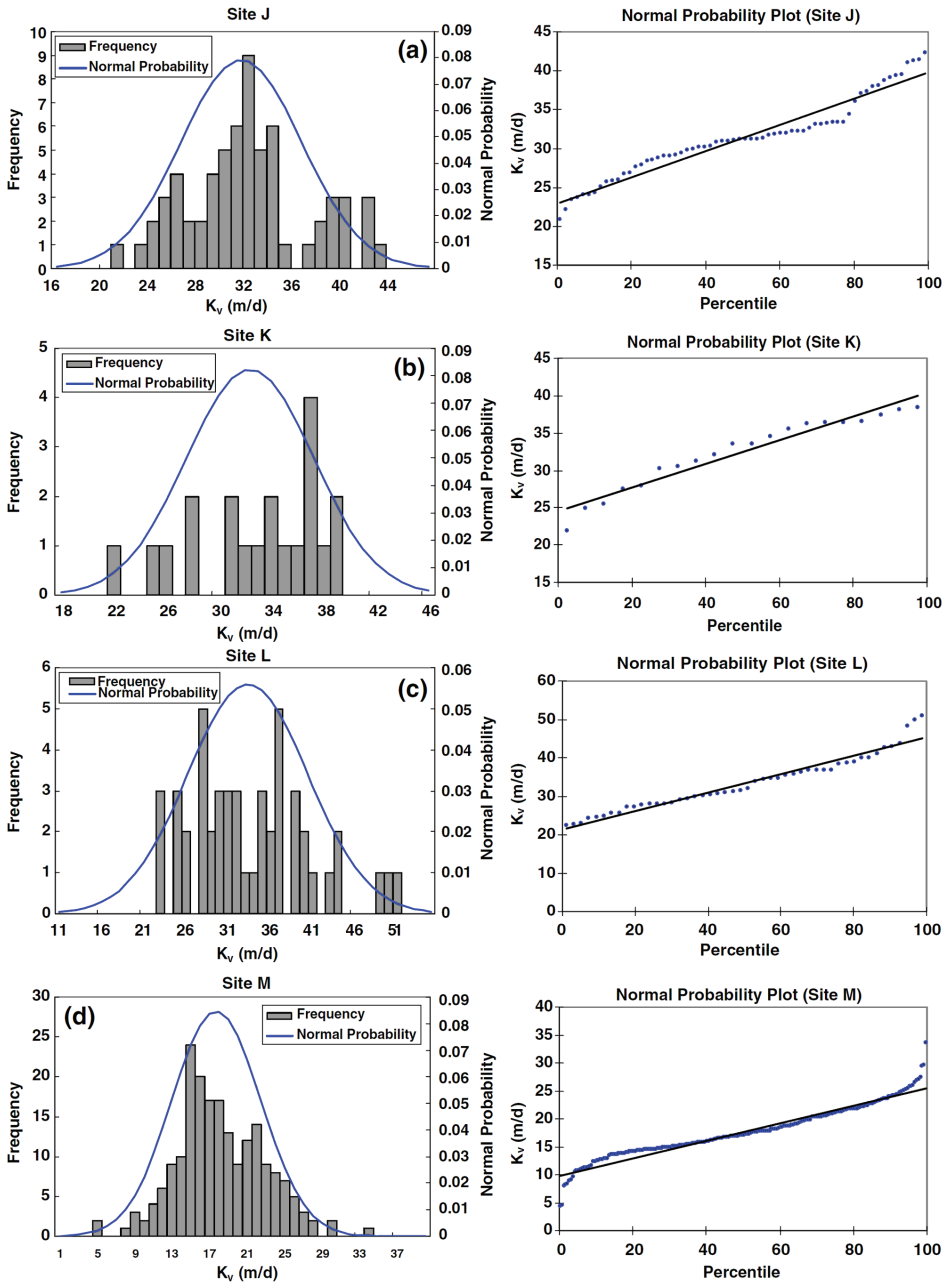 Site J
10
9
8
7
6
5
4
3
2
1
0
Frequency
Frequency
Normal Probability
(a)
0.09
0.08
0.07
0.06
0.05
0.04
0.03
0.02
0.01
0
Normal Probability
16 20 24 28 32 36 40 44
Kv (m/d)
Normal Probability Plot (Site J)
45
40
35
30
25
20
15
Kv (m/d)
0 20 40 60 80 100
Percentile
Site K
5
4
3
2
1
0
Frequency
Frequency
Normal Probability
(b)
0.09
0.08
0.07
0.06
0.05
0.04
0.03
0.02
0.01
0
Normal Probability
18 22 26 30 34 38 42 46
Kv (m/d)
Normal Probability Plot (Site K)
45
40
35
30
25
20
15
Kv (m/d)
0 20 40 60 80 100
Percentile
Site L
6
5
4
3
2
1
0
Frequency
Frequency
Normal Probability
(c)
0.06
0.05
0.04
0.03
0.02
0.01
0
Normal Probability
11 16 21 26 31 36 41 46 51
Kv (m/d)
Normal Probability Plot (Site L)
60
50
40
30
20
10
0
Kv (m/d)
0 20 40 60 80 100
Percentile
Site M
30
25
20
15
10
5
0
Frequency
(d)
Frequency
Normal Probability
0.09
0.08
0.07
0.06
0.05
0.04
0.03
0.02
0.01
0
Normal Probability
1 5 9 13 17 21 25 29 33 37
Kv (m/d)
Normal Probability Plot (Site M)
40
35
30
25
20
15
10
5
0
Kv (m/d)
0 20 40 60 80 100
Percentile